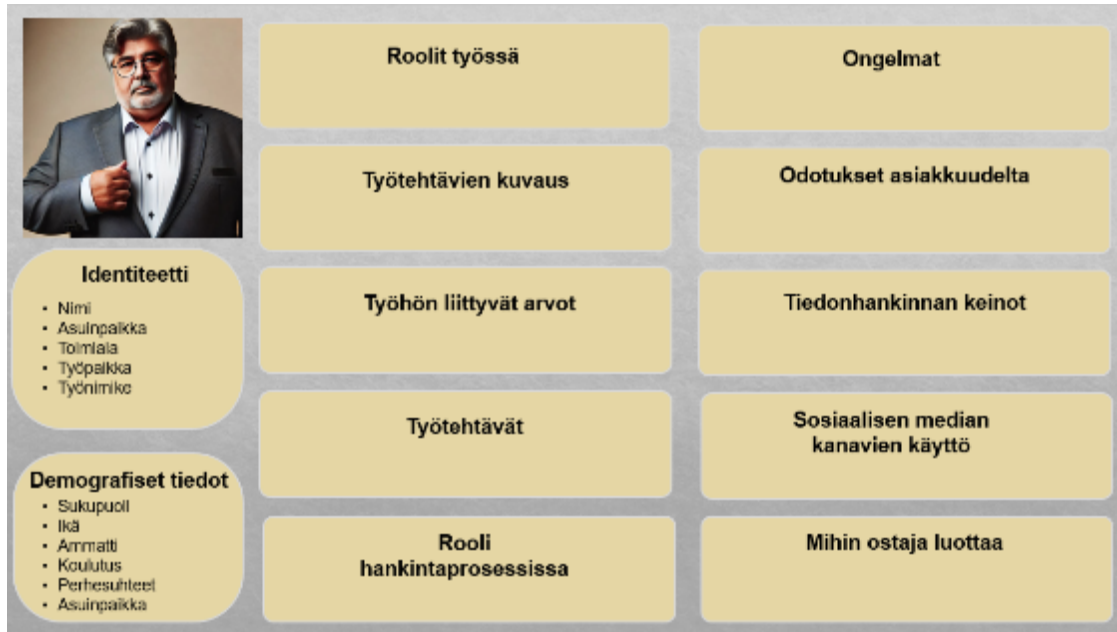 Identiteetti
• Nimi
• Asuinpaikka
• Toimiala
• Työpaikka
• Työnimike
Demografiset tiedot
• Sukupuoli
• Ikä
• Ammatti
• Koulutus
• Perhesuhteet
• Asuinpaikka
Roolit työssä
Työtehtävien kuvaus
Työhön liittyvät arvot
Työtehtävät
Rooli
hankintaprosessissa
Ongelmat
Odotukset asiakkuudelta
Tiedonhankinnan keinot
Sosiaalisen median
kanavien käyttö
Mihin ostaja luottaa